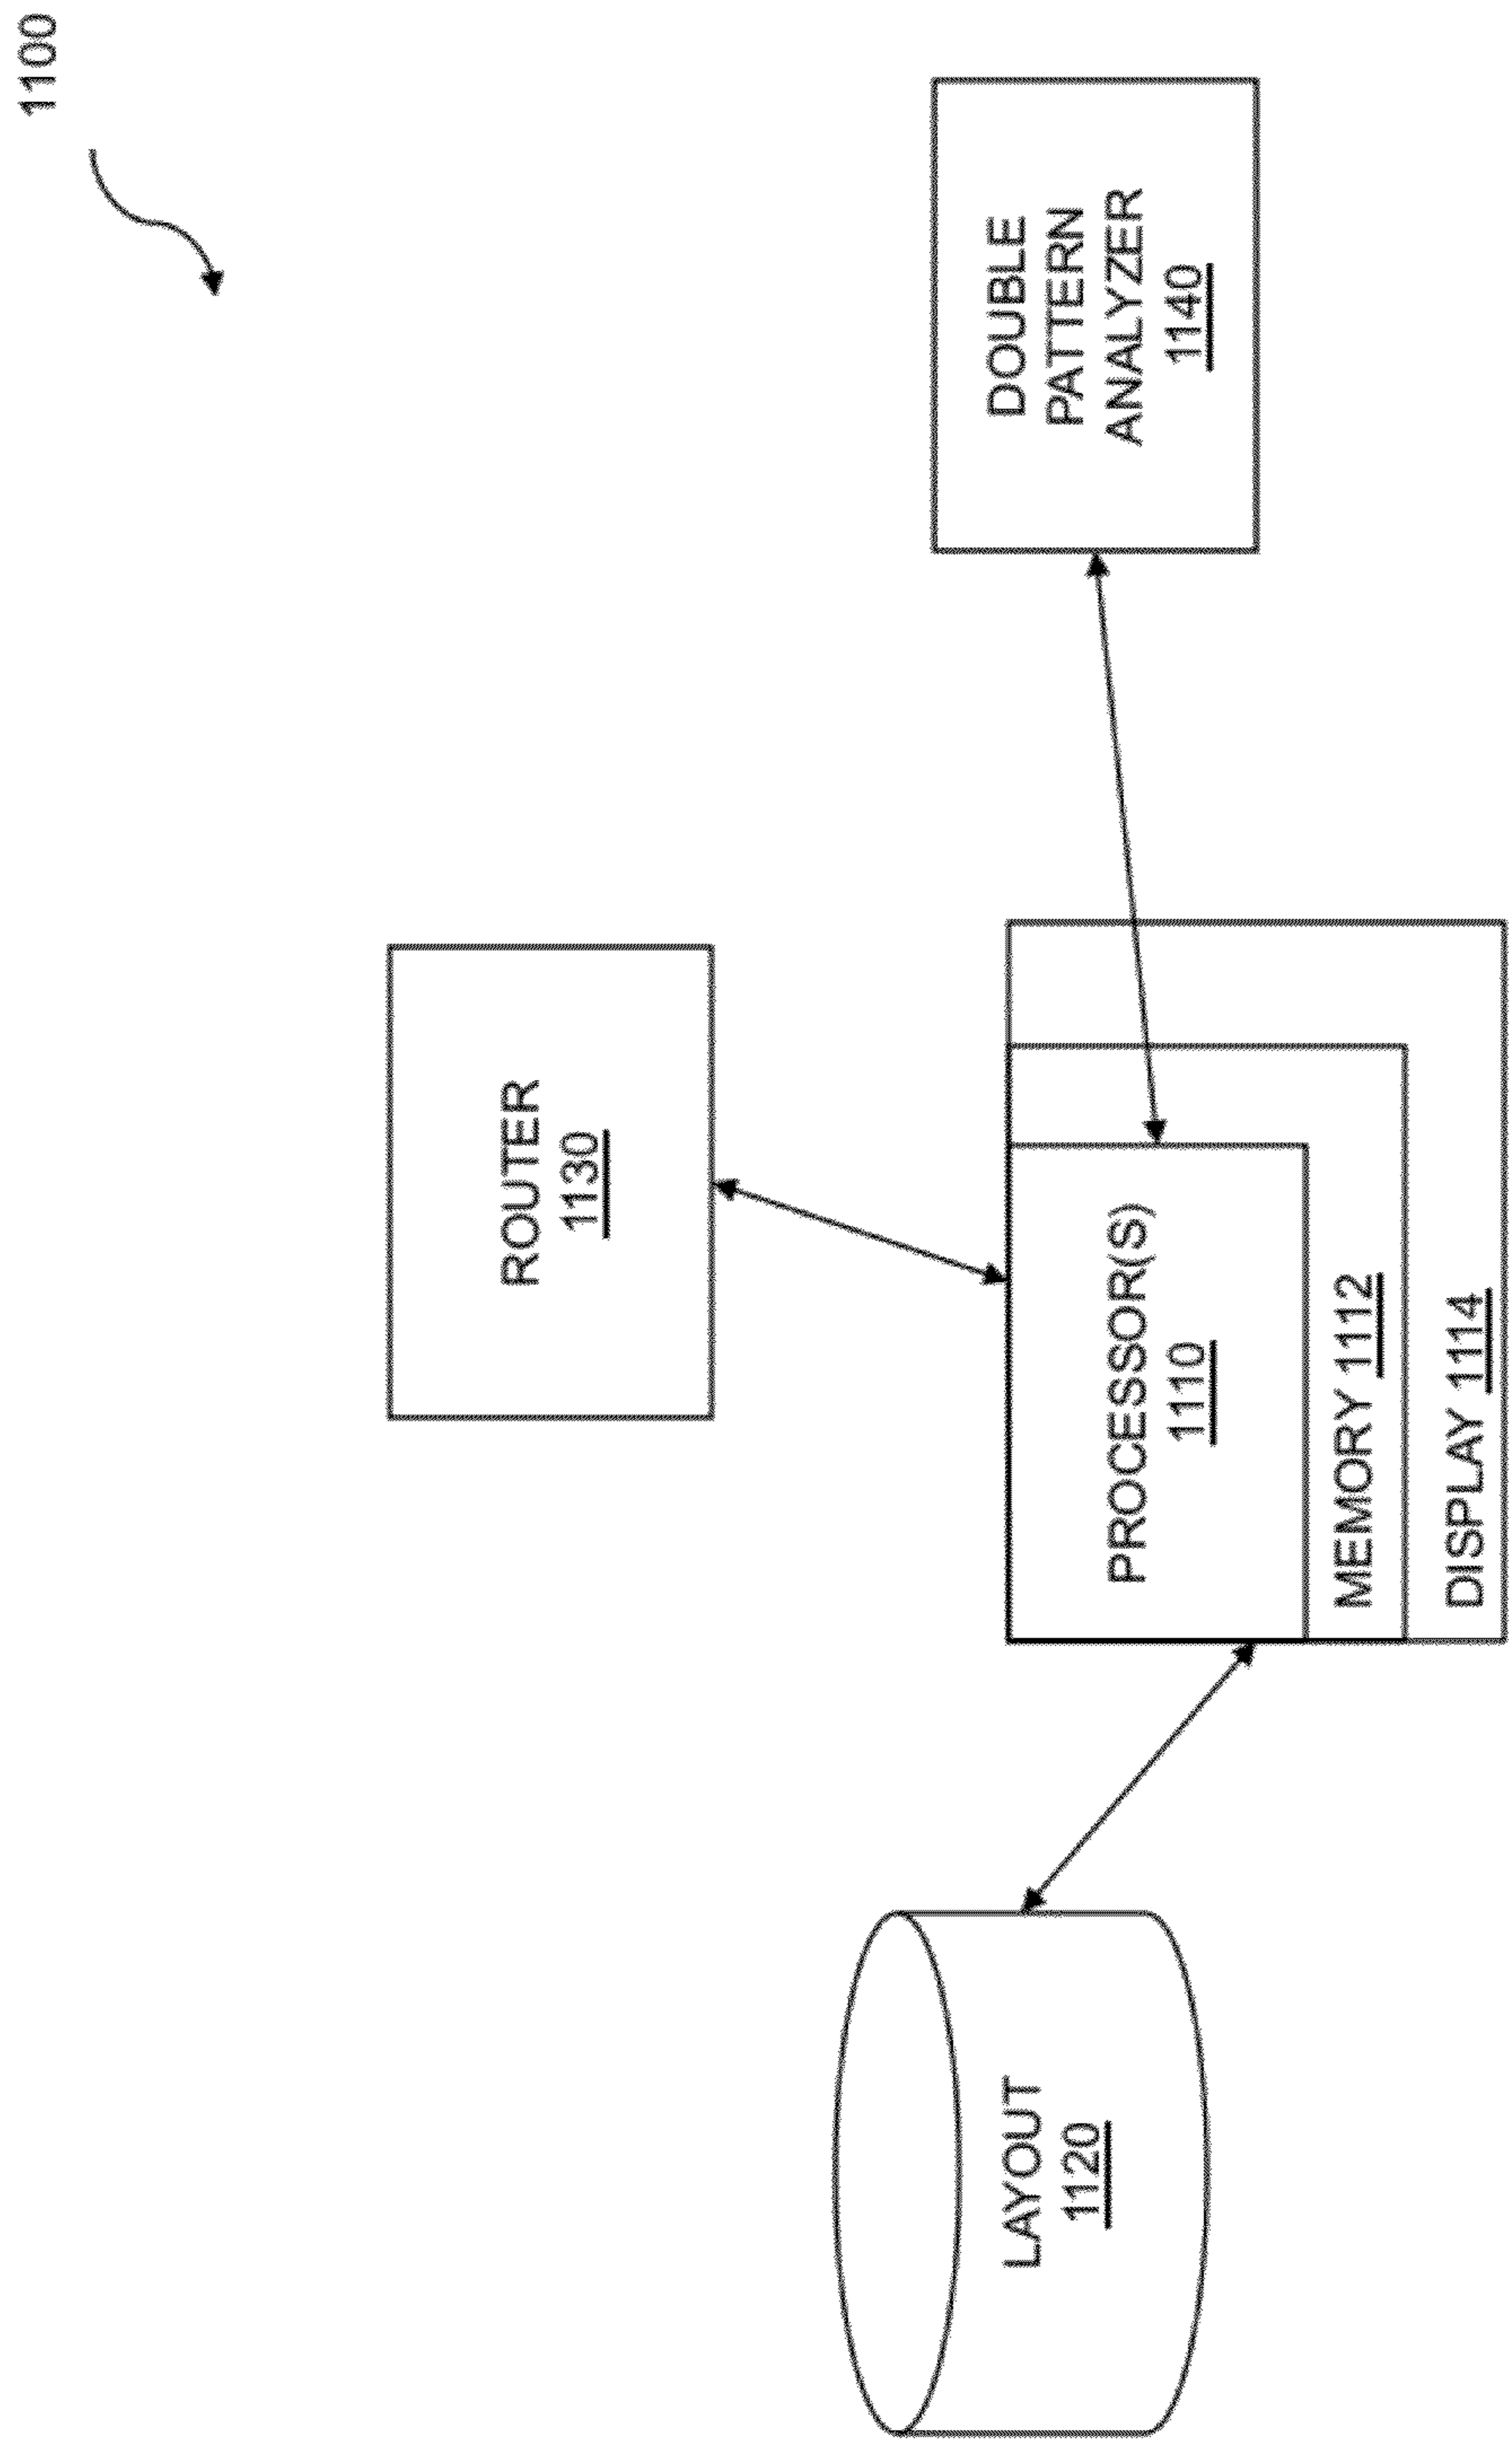 1100
ROUTER
1130
LAYOUT
1120
PROCESSOR(S)
1110
MEMORY 1112
DISPLAY 1114
DOUBLE
PATTERN
ANALYZER
1140